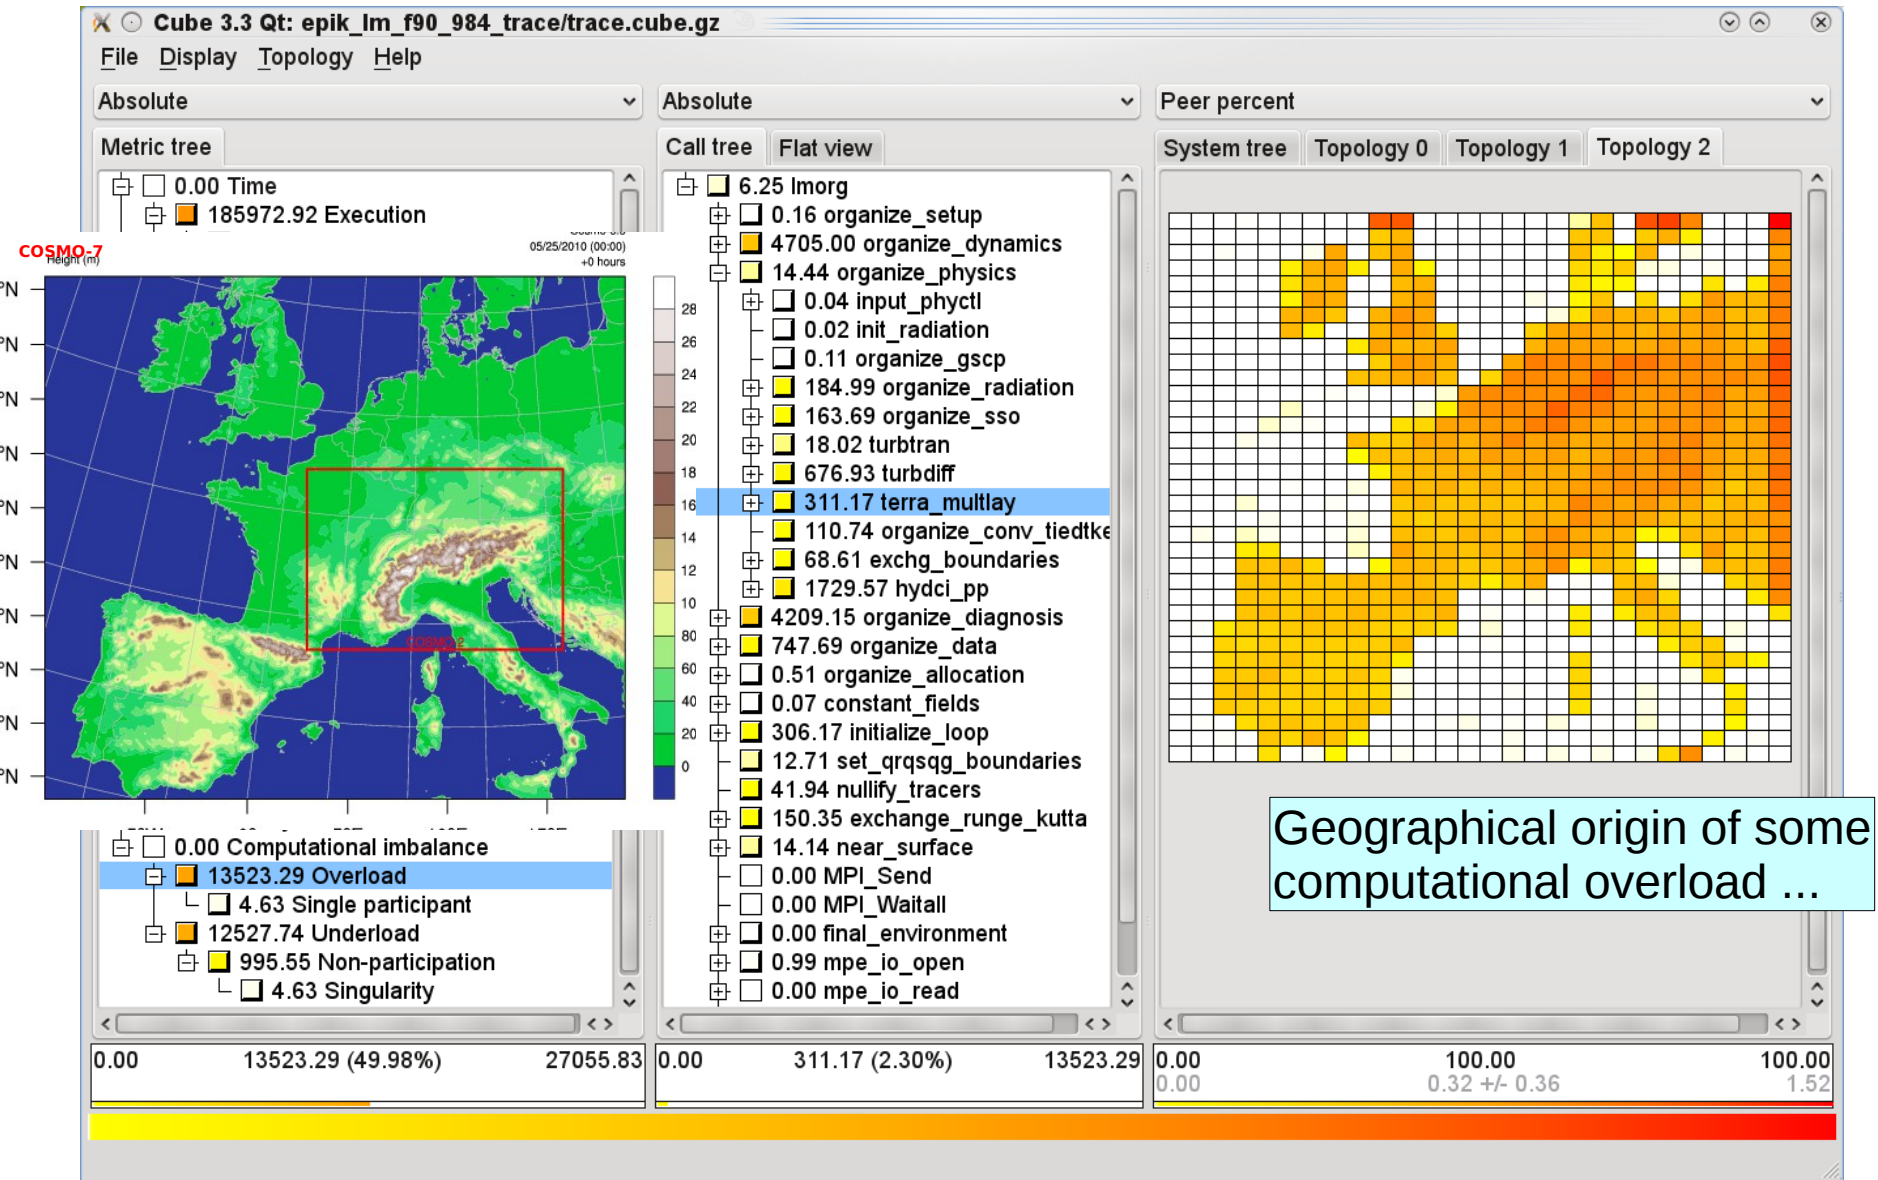 Cube 3.3 Qt: epik_lm_f90_984_trace/trace.cube.gz
File Display Topology Help
Absolute
Absolute
Peer percent
Metric tree
Call tree Flat view
System tree Topology 0 Topology 1 Topology 2
0.00 Time
185972.92 Execution
COSMO-7
Height (m)
05/25/2010 (00:00)
+0 hours
28
26
24
22
20
18
16
14
12
10
80
60
40
20
0
COSMO-2
0.00 Computational imbalance
13523.29 Overload
4.63 Single participant
12527.74 Underload
995.55 Non-participation
4.63 Singularity
6.25 lmorg
0.16 organize_setup
4705.00 organize_dynamics
14.44 organize_physics
0.04 input_phyctl
0.02 init_radiation
0.11 organize_gscp
184.99 organize_radiation
163.69 organize_sso
18.02 turbtran
676.93 turbdiff
311.17 terra_multlay
110.74 organize_conv_tiedtke
68.61 exchg_boundaries
1729.57 hydci_pp
4209.15 organize_diagnosis
747.69 organize_data
0.51 organize_allocation
0.07 constant_fields
306.17 initialize_loop
12.71 set_qrqsqg_boundaries
41.94 nullify_tracers
150.35 exchange_runge_kutta
14.14 near_surface
0.00 MPI_Send
0.00 MPI_Waitall
0.00 final_environment
0.99 mpe_io_open
0.00 mpe_io_read
Geographical origin of some
computational overload ...
0.00 13523.29 (49.98%) 27055.83
0.00 311.17 (2.30%) 13523.29
0.00 100.00 100.00
0.00 0.32 +/- 0.36 1.52